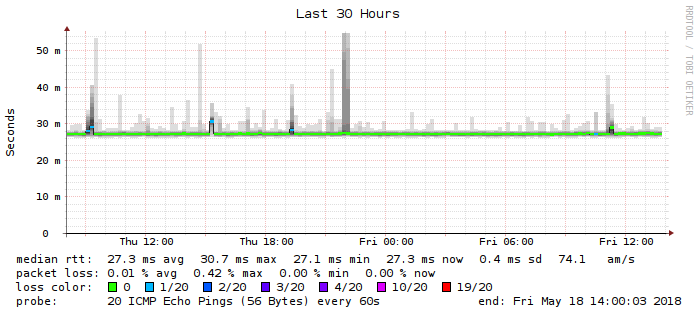 Last 30 Hours
RRDTOOL / TOBI OETIKER
Seconds
50 m
40 m
30 m
20 m
10 m
0
Thu 12:00 Thu 18:00 Fri 00:00 Fri 06:00 Fri 12:00
median rtt: 27.3 ms avg 30.7 ms max 27.1 ms min 27.3 ms now 0.4 ms sd 74.1 am/s
packet loss: 0.01 % avg 0.42 % max 0.00 % min 0.00 % now
loss color: 0 1/20 2/20 3/20 4/20 10/20 19/20
probe: 20 ICMP Echo Pings (56 Bytes) every 60s end: Fri May 18 14:00:03 2018